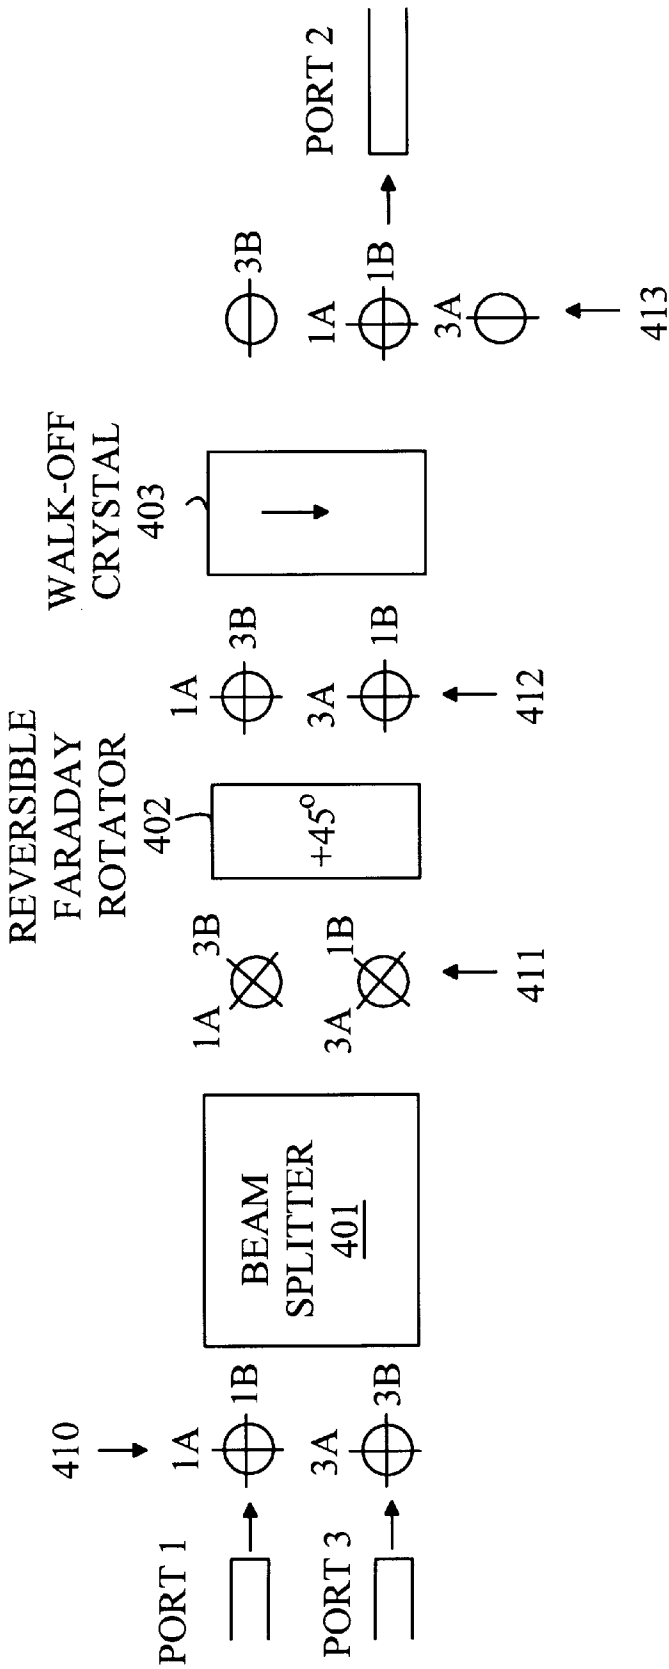 PORT 1
PORT 3
410
1A
1B
3A
3B
BEAM
SPLITTER
401
1A
3B
3A
1B
411
REVERSIBLE
FARADAY
ROTATOR
402
+45°
1A
3B
3A
1B
412
WALK-OFF
CRYSTAL
403
3B
1A
1B
3A
413
PORT 2